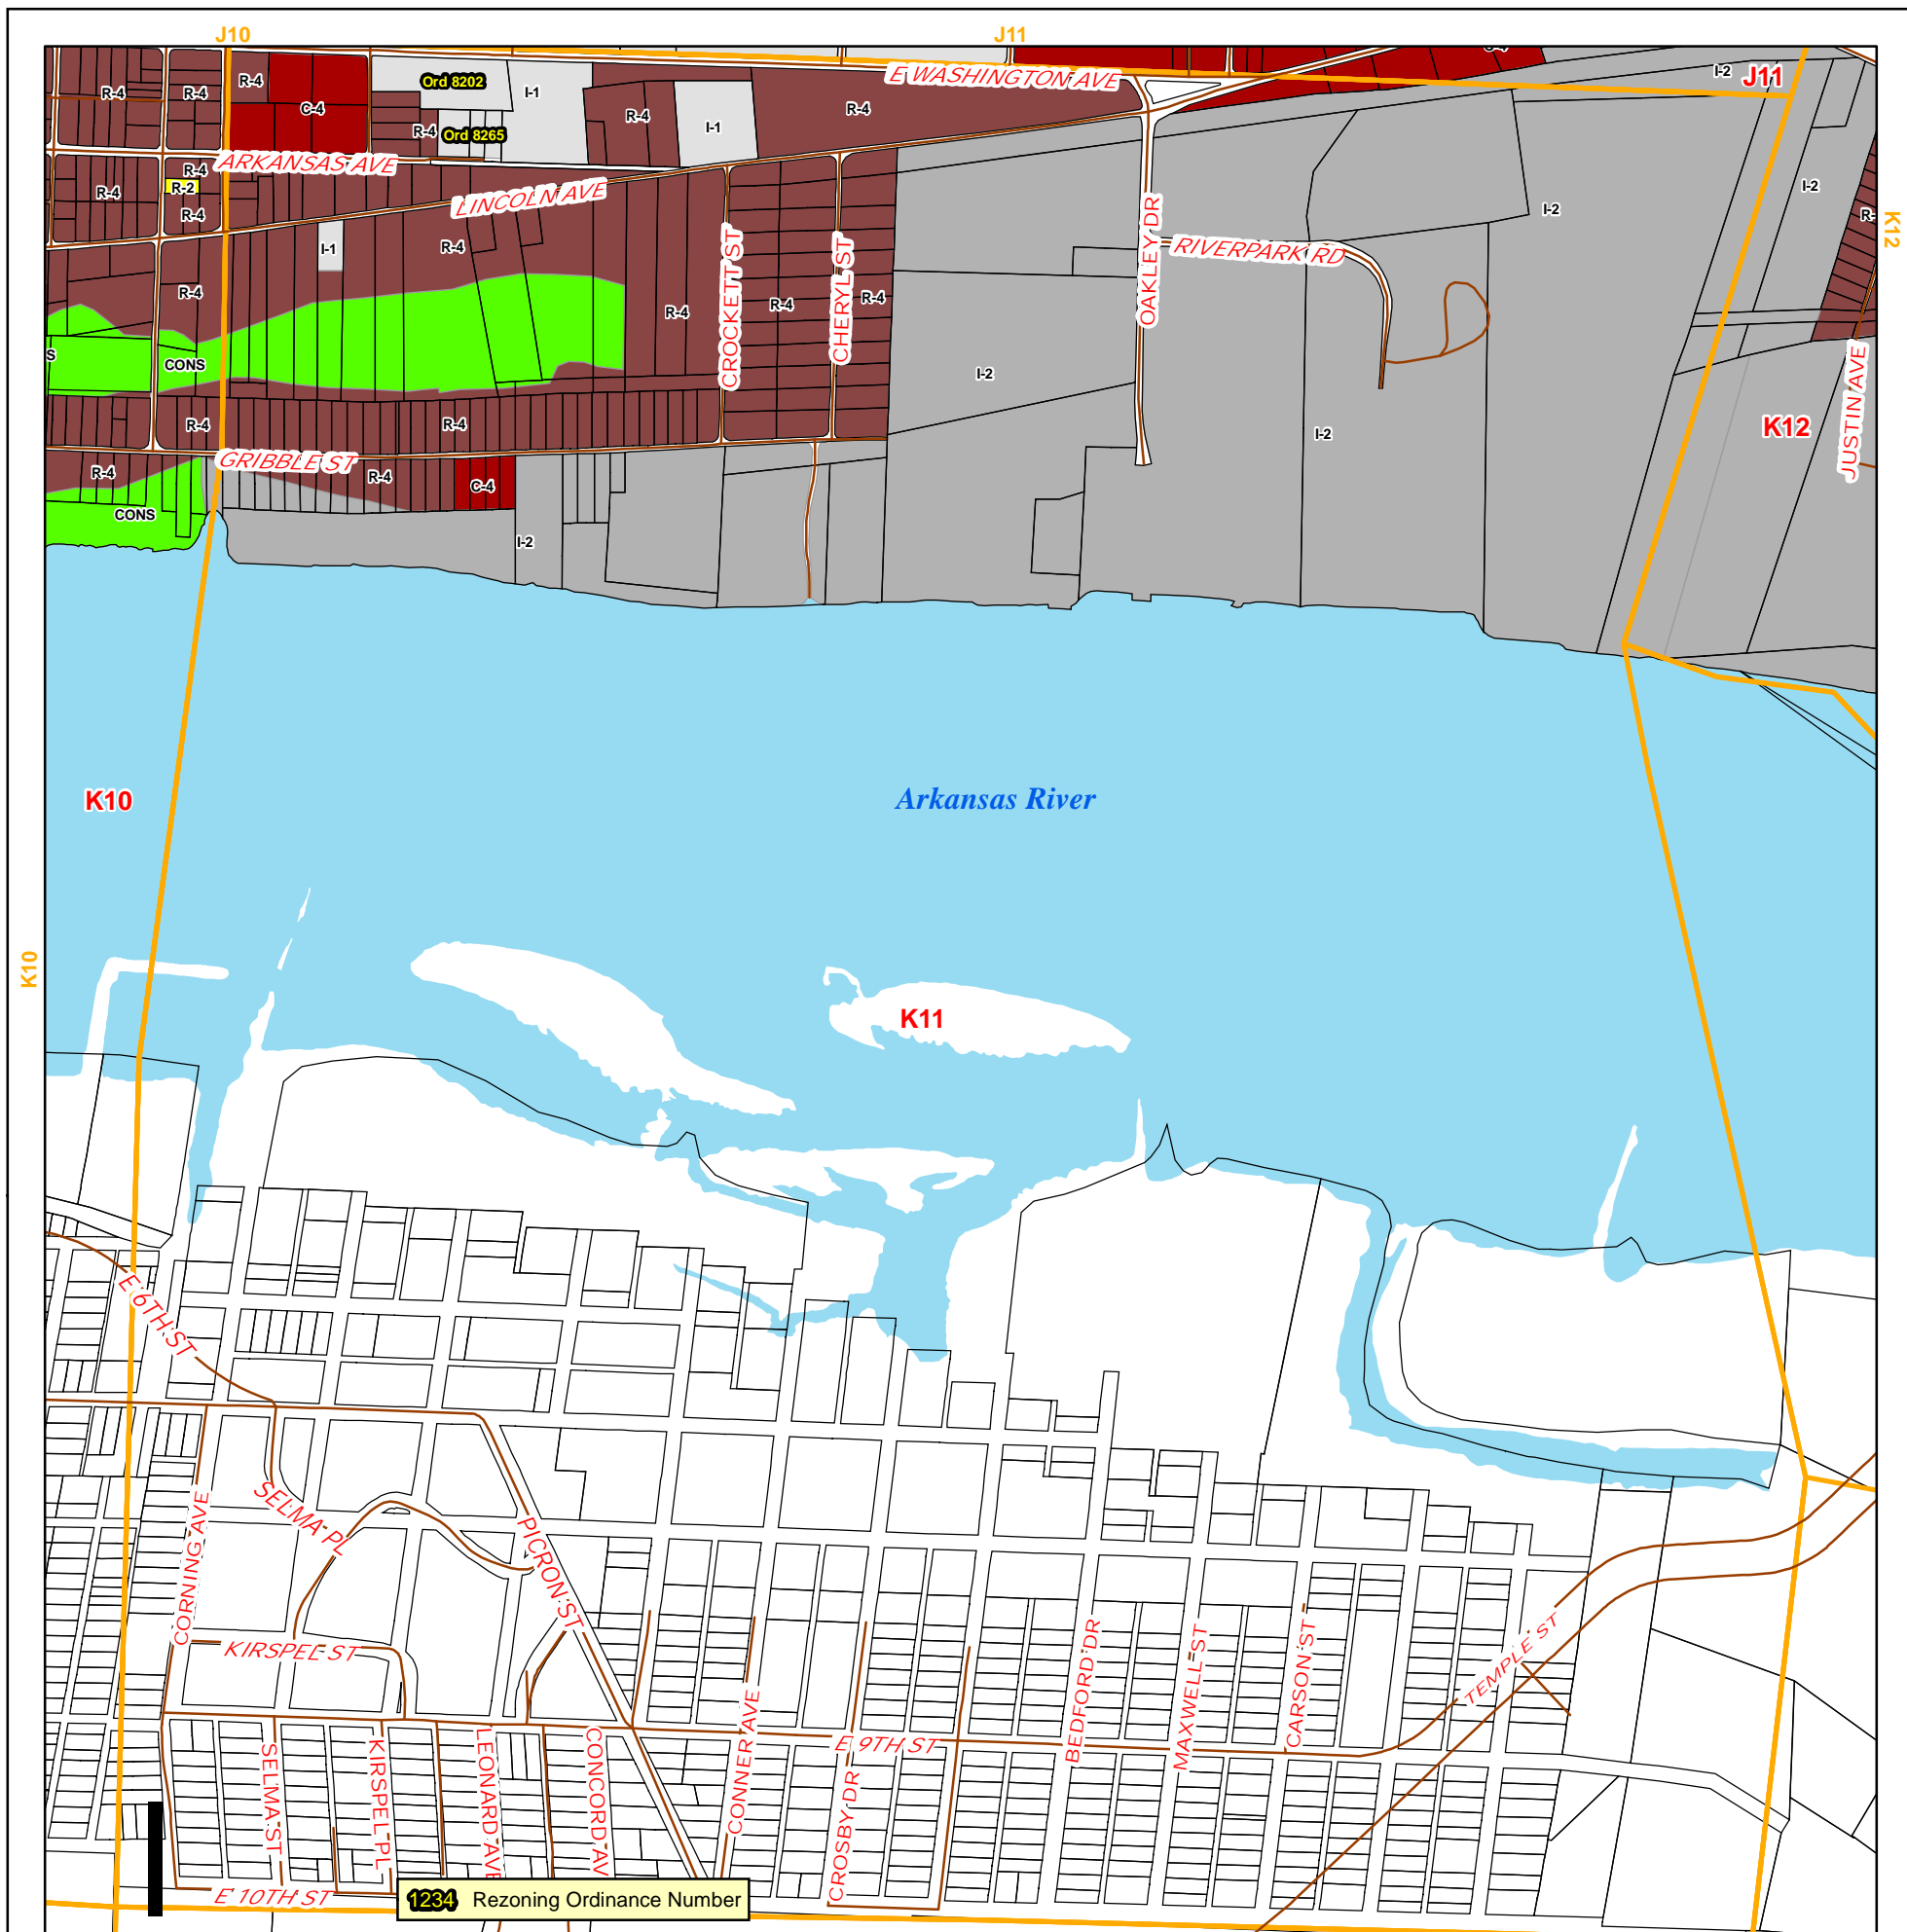 J10
J11
R-4
R-4
R-4
C-4
Ord 8202
I-1
R-4
Ord 8265
R-4
I-1
R-4
E WASHINGTON AVE
I-2
J11
ARKANSAS AVE
R-4
R-2
R-4
R-4
LINCOLN AVE
I-1
R-4
CROCKETT ST
CHERYL ST
OAKLEY DR
RIVERPARK RD
I-2
I-2
K12
R-4
R-4
R-4
R-4
S
CONS
I-2
JUSTIN AVE
K12
R-4
R-4
I-2
GRIBBLE ST
R-4
R-4
C-4
CONS
I-2
K10
Arkansas River
K10
K11
E 6TH ST
SELMA PL
CORNING AVE
PICRON ST
KIRSPEL ST
BEDFORD DR
MAXWELL ST
CARSON ST
TEMPLE ST
SELMA ST
KIRSPEL PL
LEONARD AVE
CONCORD AV
CONNER AVE
E 9TH ST
CROSBY DR
E 10TH ST
1234 Rezoning Ordinance Number